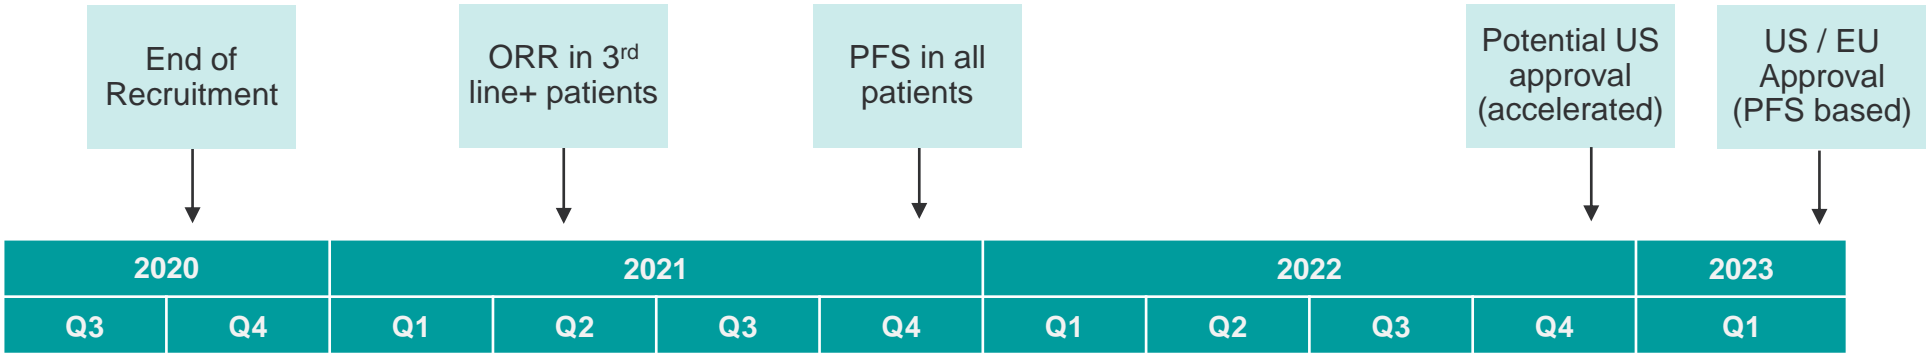 End of
Recruitment
ORR in 3rd
line+ patients
PFS in all
patients
Potential US
approval
(accelerated)
US / EU
Approval
(PFS based)
2020 2021 2022 2023
Q3 Q4 Q1 Q2 Q3 Q4 Q1 Q2 Q3 Q4 Q1